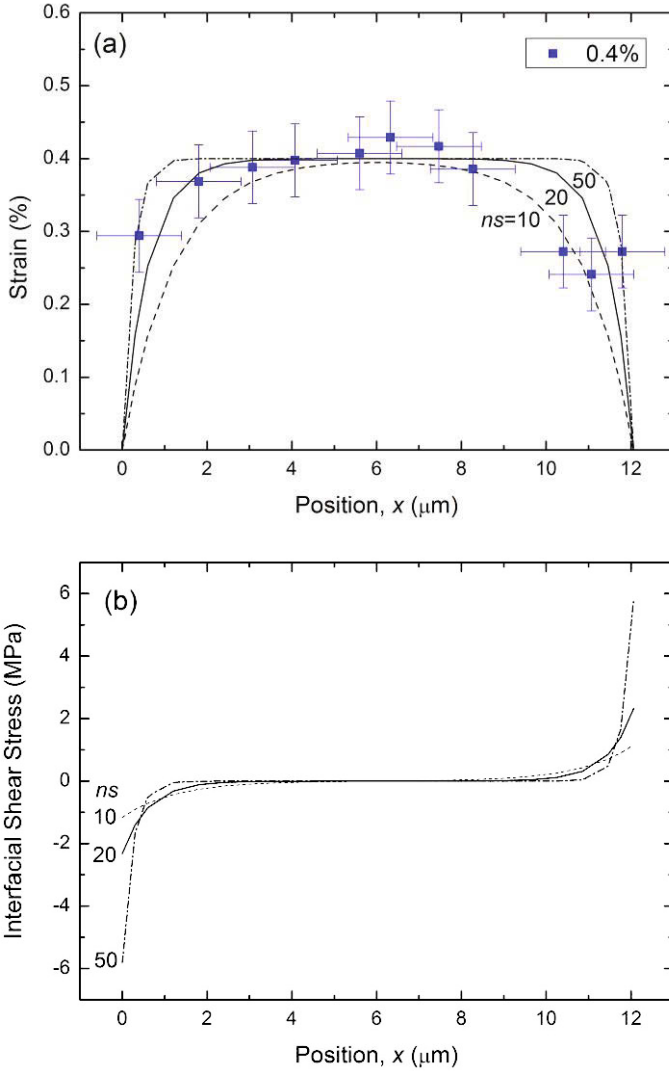 (a)
0.4%
0.6
0.5
0.4
0.3
0.2
0.1
0.0
Strain (%)
50
20
ns=10
0 2 4 6 8 10 12
Position, x (μm)
(b)
6
4
2
0
-2
-4
-6
Interfacial Shear Stress (MPa)
ns
10
20
50
0 2 4 6 8 10 12
Position, x (μm)